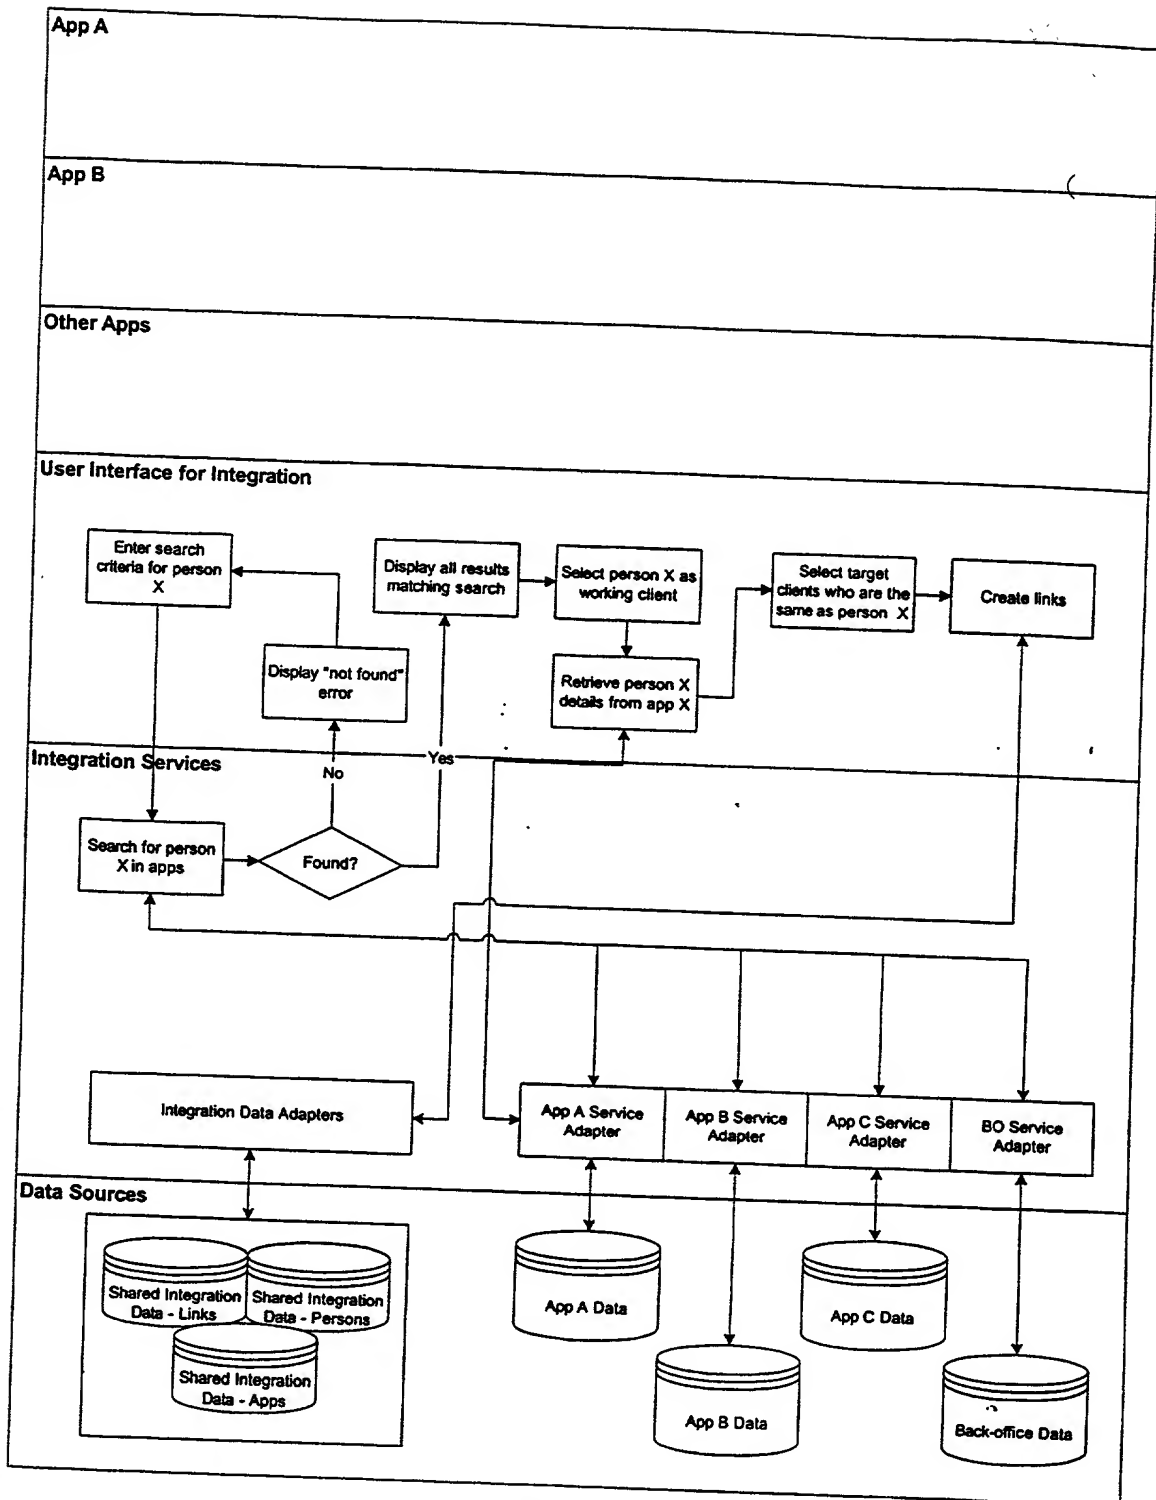 App A
App B
Other Apps
User Interface for Integration
Enter search
criteria for person
X
Display all results
matching search
Select person X as
working client
Select target
clients who are the
same as person X
Create links
Display "not found"
error
Retrieve person X
details from app X
Integration Services
No
Yes
Search for person
X in apps
Found?
Integration Data Adapters
App A Service
Adapter
App B Service
Adapter
App C Service
Adapter
BO Service
Adapter
Data Sources
Shared Integration
Data - Links
Shared Integration
Data - Persons
Shared Integration
Data - Apps
App A Data
App B Data
App C Data
Back-office Data